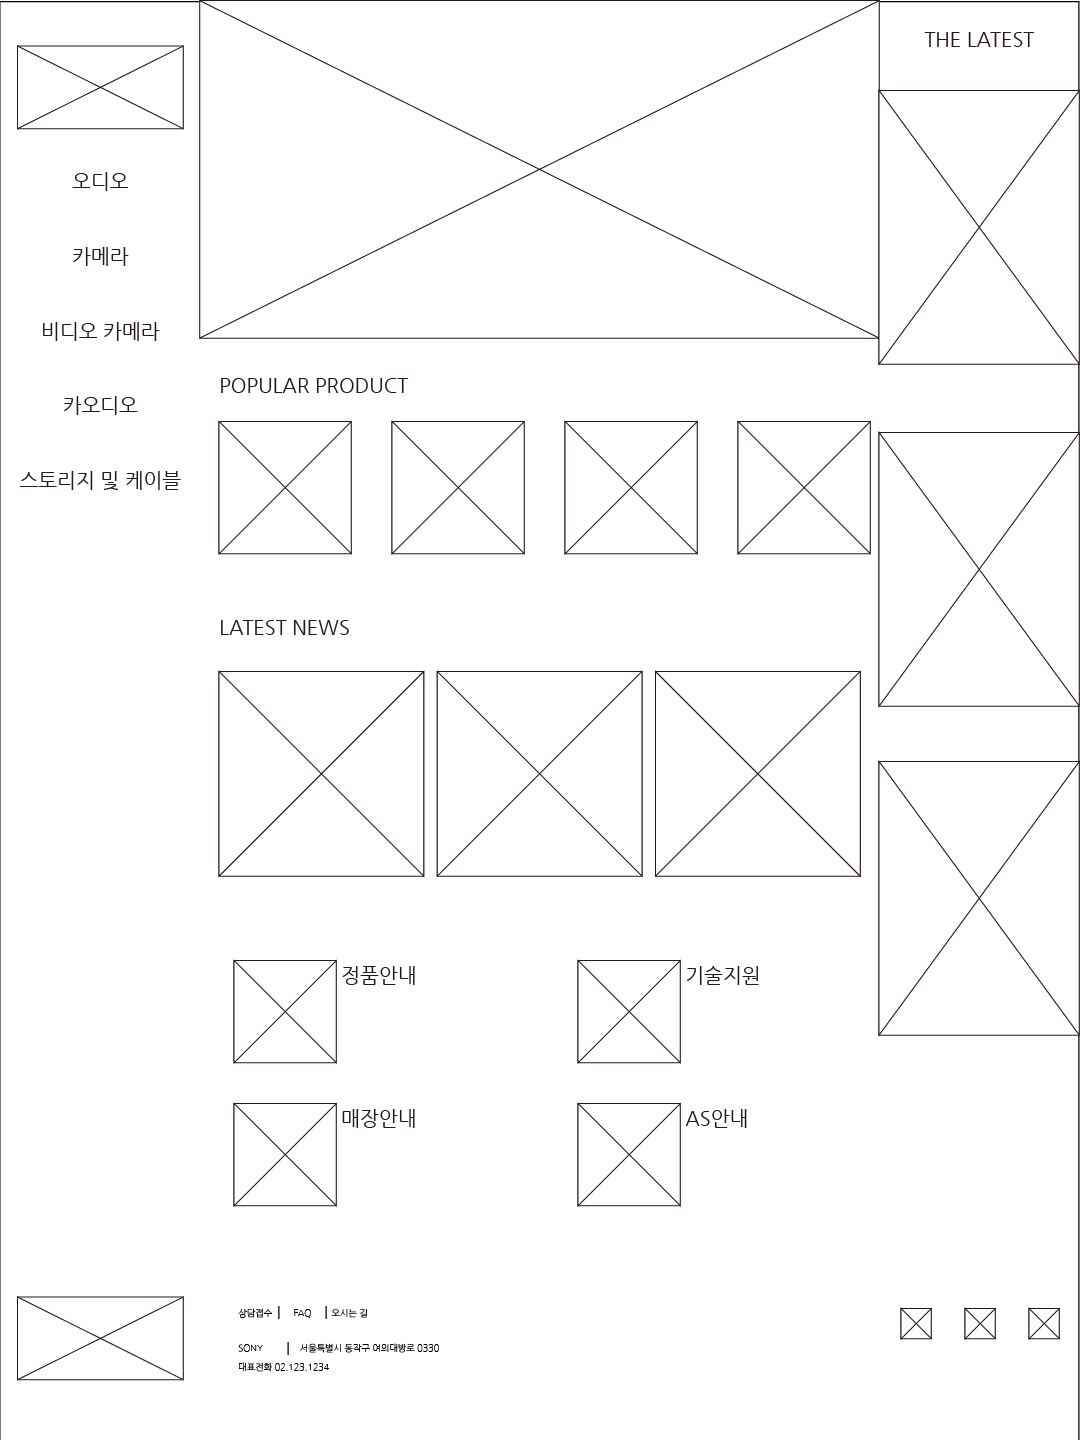 오디오
카메라
비디오 카메라
카오디오
스토리지 및 케이블
POPULAR PRODUCT
LATEST NEWS
정품안내
기술지원
매장안내
AS안내
THE LATEST
상담접수 | FAQ | 오시는 길
SONY | 서울특별시 동작구 여의대방로 0330
대표전화 02.123.1234